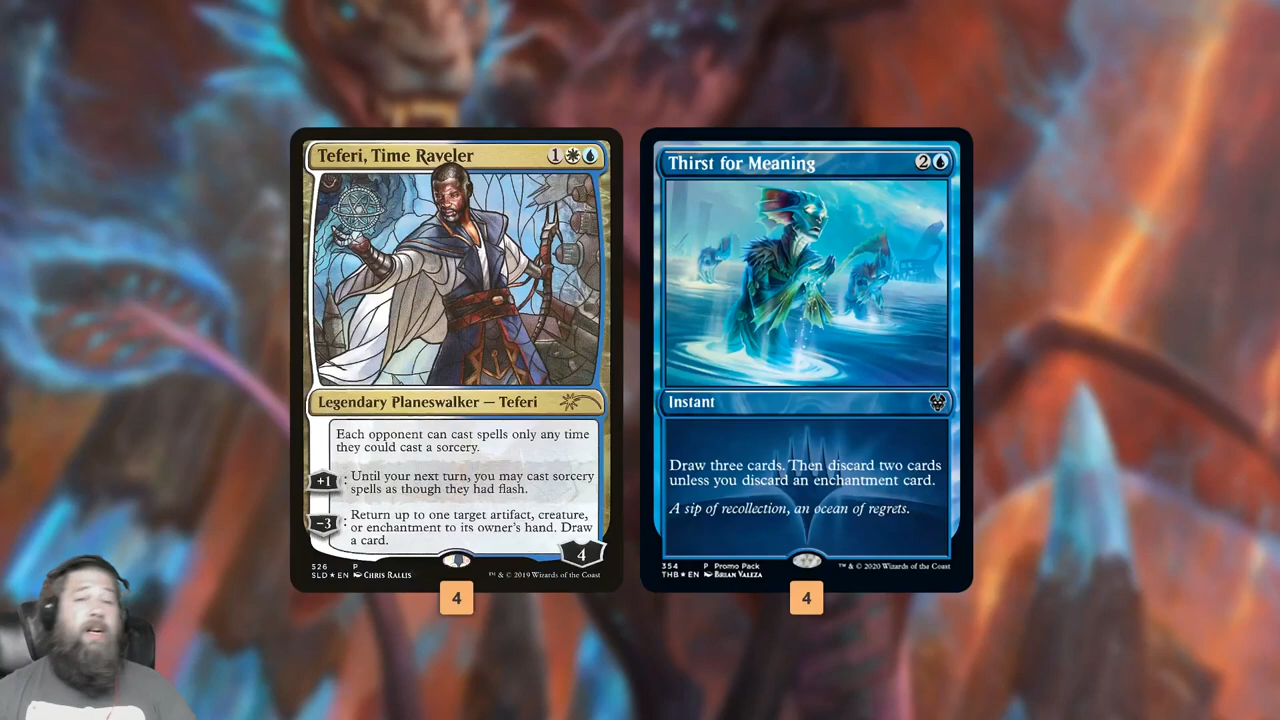 Teferi, Time Raveler 1
Legendary Planeswalker — Teferi
Each opponent can cast spells only any time
they could cast a sorcery.
+1 : Until your next turn, you may cast sorcery
spells as though they had flash.
−3 : Return up to one target artifact, creature,
or enchantment to its owner's hand. Draw
a card.
4
526 P
SLD ★ EN Chris Rallis ™ & © 2019 Wizards of the Coast
4
Thirst for Meaning 2
Instant
Draw three cards. Then discard two cards
unless you discard an enchantment card.
A sip of recollection, an ocean of regrets.
354 P Promo Pack
THB ★ EN Brian Valeza ™ & © 2020 Wizards of the Coast
4